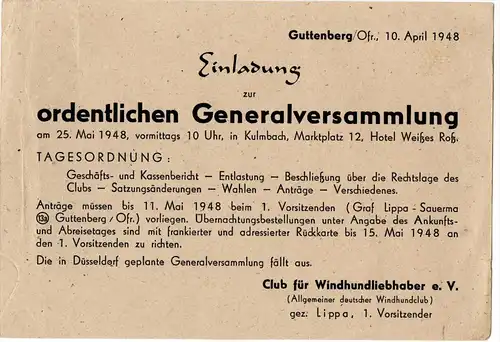 Guttenberg/Ofr., 10. April 1948
Einladung
zur
ordentlichen Generalversammlung
am 25. Mai 1948, vormittags 10 Uhr, in Kulmbach, Marktplatz 12, Hotel Weißes Roß.
TAGESORDNUNG:
Geschäfts- und Kassenbericht – Entlastung – Beschließung über die Rechtslage des
Clubs – Satzungsänderungen – Wahlen – Anträge – Verschiedenes.
Anträge müssen bis 11. Mai 1948 beim 1. Vorsitzenden (Graf Lippa-Sauerma
13a Guttenberg/Ofr.) vorliegen. Übernachtungsbestellungen unter Angabe des Ankunfts-
und Abreisetages sind mit frankierter und adressierter Rückkarte bis 15. Mai 1948 an
den 1. Vorsitzenden zu richten.
Die in Düsseldorf geplante Generalversammlung fällt aus.
Club für Windhundliebhaber e. V.
(Allgemeiner deutscher Windhundclub)
gez. Lippa, 1. Vorsitzender